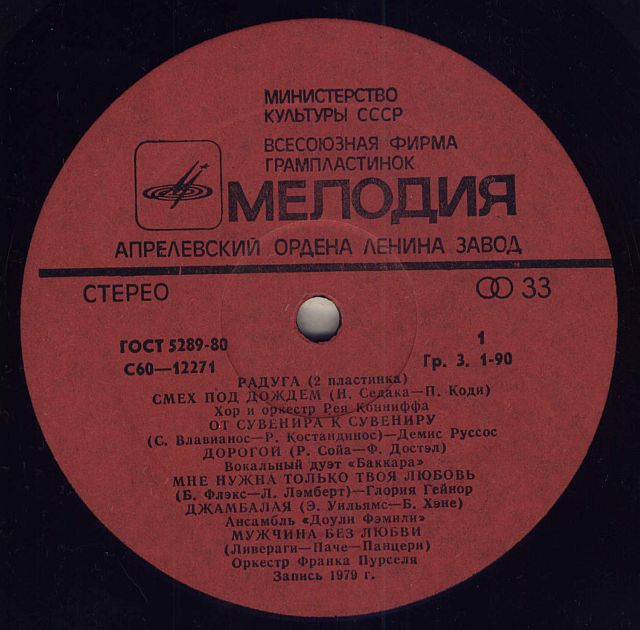 МИНИСТЕРСТВО
КУЛЬТУРЫ СССР
ВСЕСОЮЗНАЯ ФИРМА
ГРАМПЛАСТИНОК
МЕЛОДИЯ
АПРЕЛЕВСКИЙ ОРДЕНА ЛЕНИНА ЗАВОД
СТЕРЕО
33
ГОСТ 5289-80
1
С60—12271
Гр. 3. 1-90
РАДУГА (2 пластинка)
СМЕХ ПОД ДОЖДЕМ (Н. Седака—П. Коди)
Хор и оркестр Рея Конниффа
ОТ СУВЕНИРА К СУВЕНИРУ
(С. Влавианос—Р. Костандинос)—Демис Руссос
ДОРОГОЙ (Р. Сойа—Ф. Достэл)
Вокальный дуэт «Баккара»
МНЕ НУЖНА ТОЛЬКО ТВОЯ ЛЮБОВЬ
(Б. Флэкс—Л. Лэмберт)—Глория Гейнор
ДЖАМБАЛАЯ (Э. Уильямс—Б. Хэне)
Ансамбль «Доули Фэмили»
МУЖЧИНА БЕЗ ЛЮБВИ
(Ливераги—Паче—Панцери)
Оркестр Франка Пурселя
Запись 1979 г.